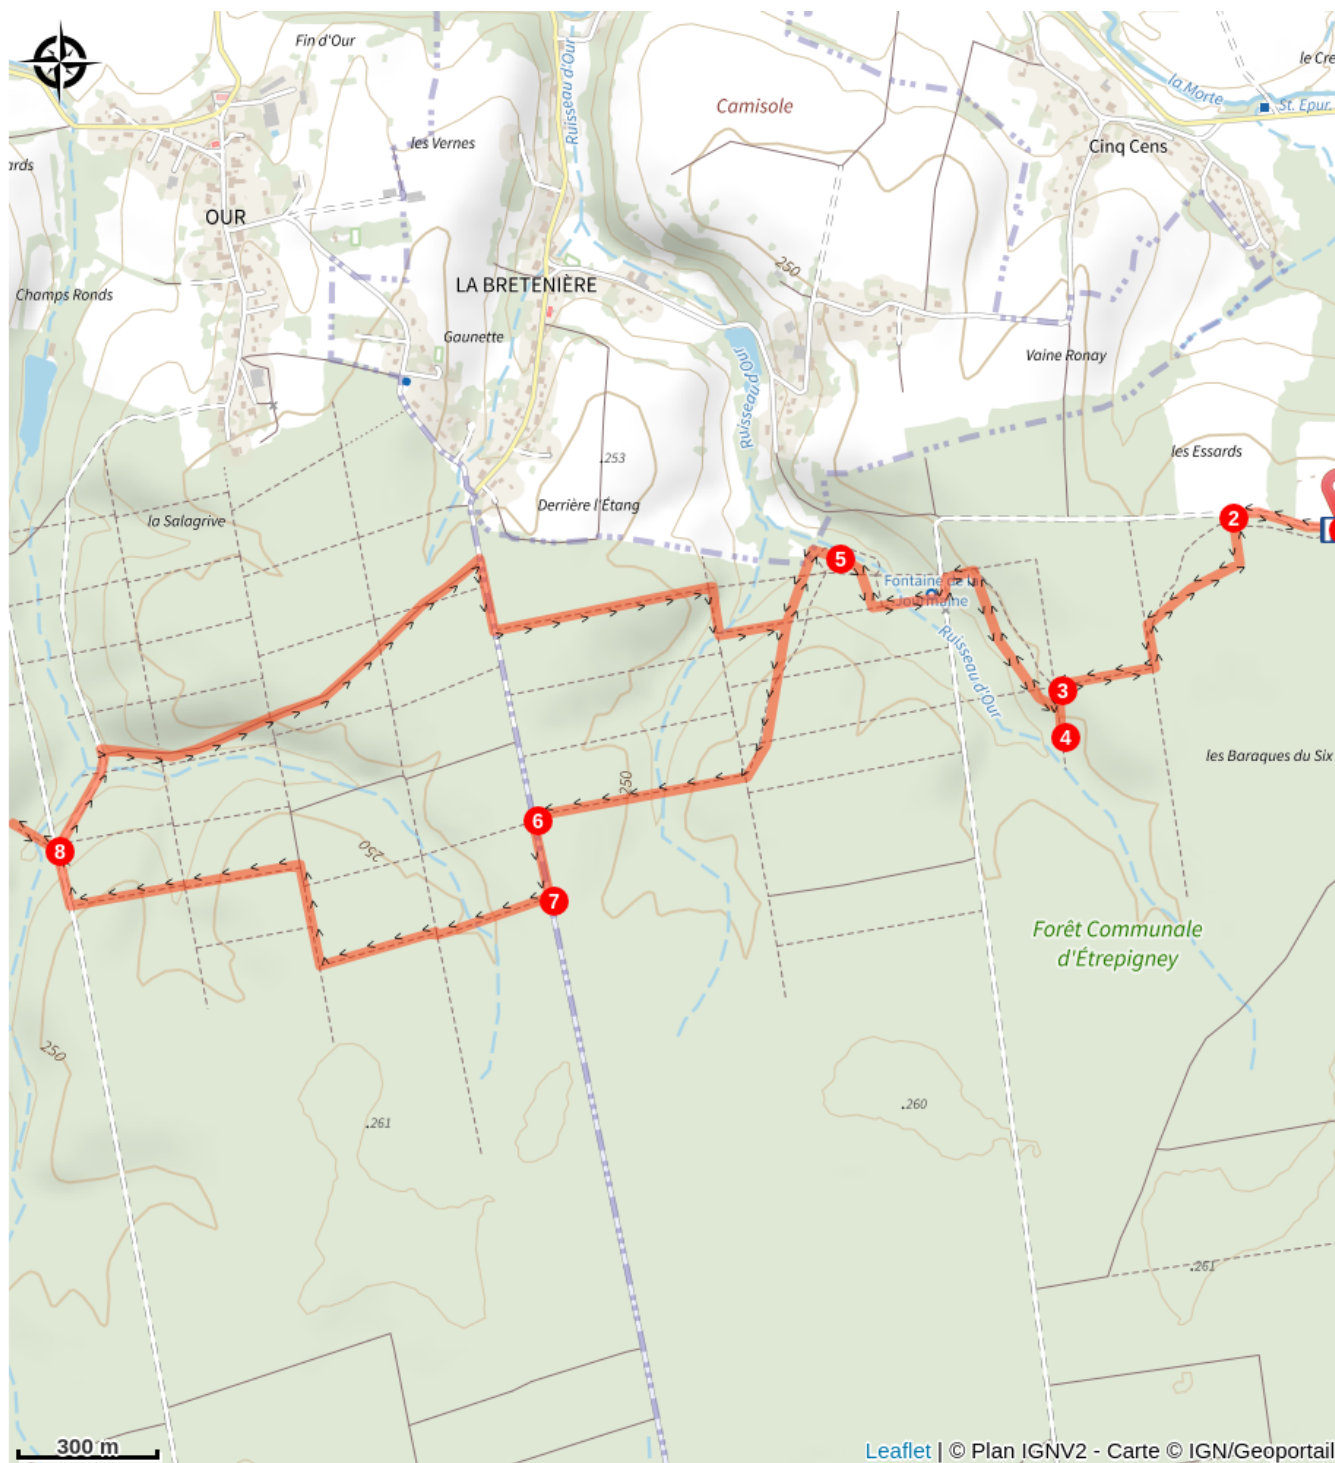 Fin d'Our
le Cre
la Morte
St. Epur.
Ruisseau d'Our
Camisole
les Vernes
Cinq Cens
ards
OUR
250
LA BRETENIÈRE
Champs Ronds
Gaunette
Vaine Ronay
Ruisseau d'Our
les Essards
.253
Derrière l'Étang
la Salagrive
2
5
Fontaine de la
Journaine
Ruisseau d'Our
3
4
les Baraques du Six
250
6
8
250
7
Forêt Communale
d'Étrepigney
250
.260
.261
.261
300 m
Leaflet | © Plan IGNV2 - Carte © IGN/Geoportail